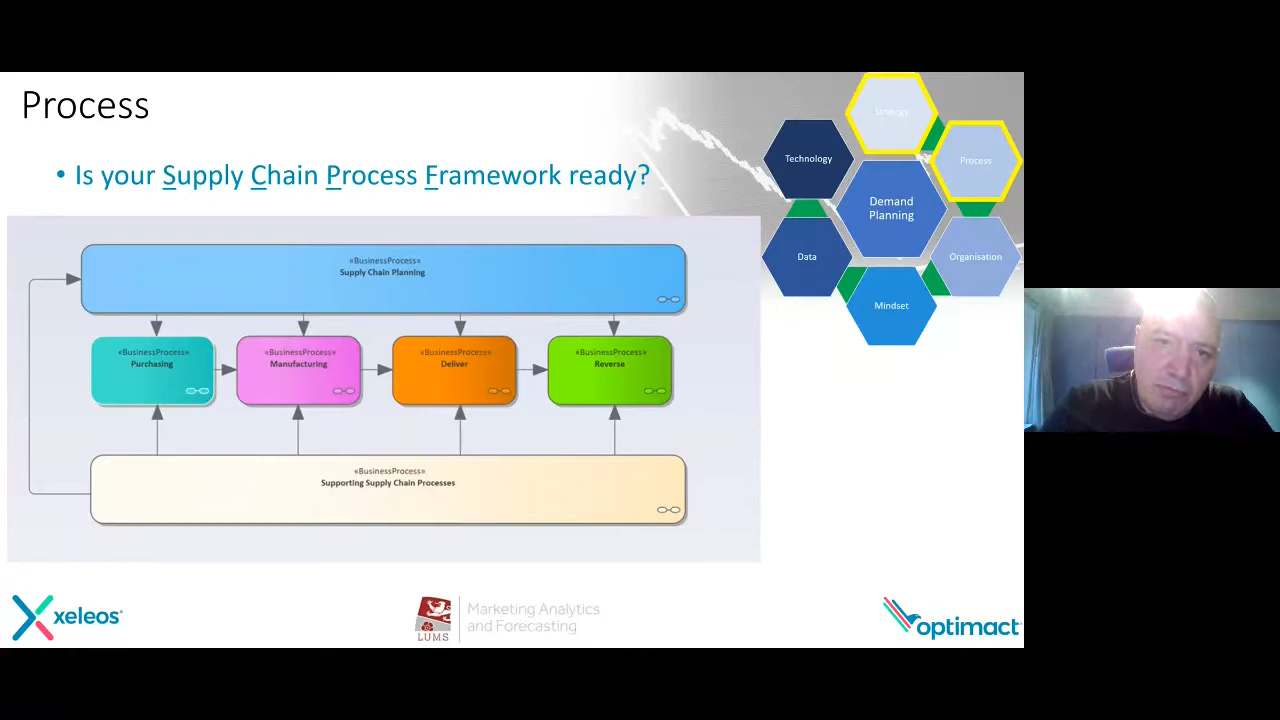 Process
• Is your Supply Chain Process Framework ready?
Strategy
Technology
Process
Demand
Planning
Data
Organisation
Mindset
«BusinessProcess»
Supply Chain Planning
«BusinessProcess»
Purchasing
«BusinessProcess»
Manufacturing
«BusinessProcess»
Deliver
«BusinessProcess»
Reverse
«BusinessProcess»
Supporting Supply Chain Processes
xeleos
LUMS
Marketing Analytics
and Forecasting
optimact